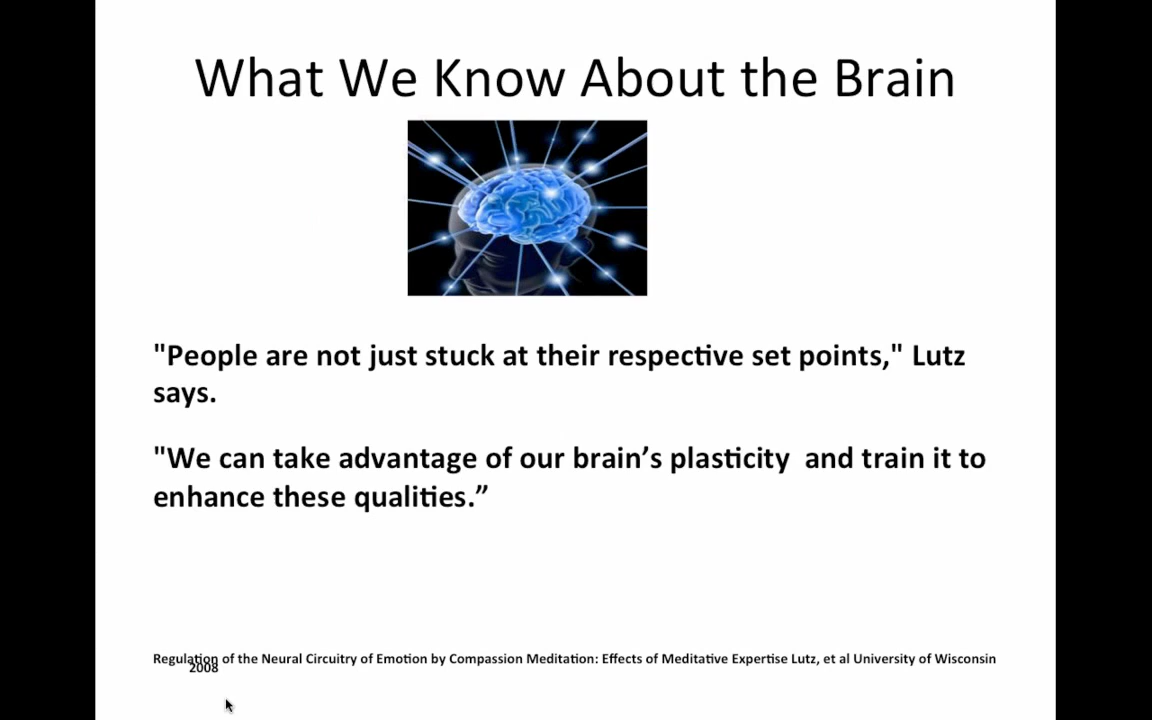 What We Know About the Brain
"People are not just stuck at their respective set points," Lutz
says.
"We can take advantage of our brain’s plasticity  and train it to
enhance these qualities.”
Regulation of the Neural Circuitry of Emotion by Compassion Meditation: Effects of Meditative Expertise Lutz, et al University of Wisconsin
2008